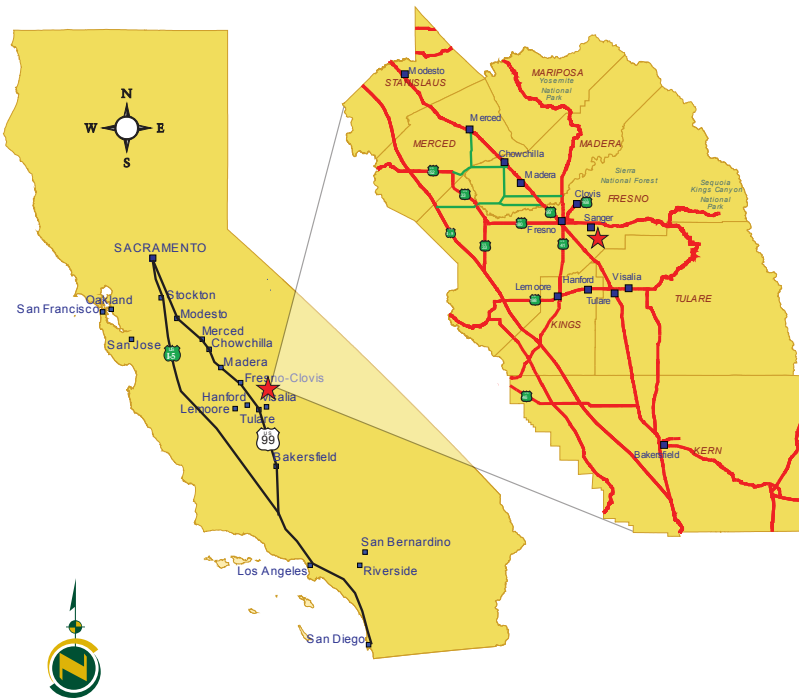 N
W
E
S
SACRAMENTO
Stockton
Oakland
San Francisco
Modesto
San Jose
Merced
Chowchilla
Madera
Fresno-Clovis
Hanford
Visalia
Lemoore
Tulare
U.S.
99
Bakersfield
San Bernardino
Los Angeles
Riverside
San Diego
N
Modesto
STANISLAUS
MARIPOSA
Yosemite
National
Park
Merced
MERCED
MADERA
Chowchilla
Madera
Sierra
National Forest
Sequoia
Kings Canyon
National
Park
Clovis
FRESNO
Sanger
Fresno
Hanford
Visalia
Lemoore
Tulare
TULARE
KINGS
Bakersfield
KERN